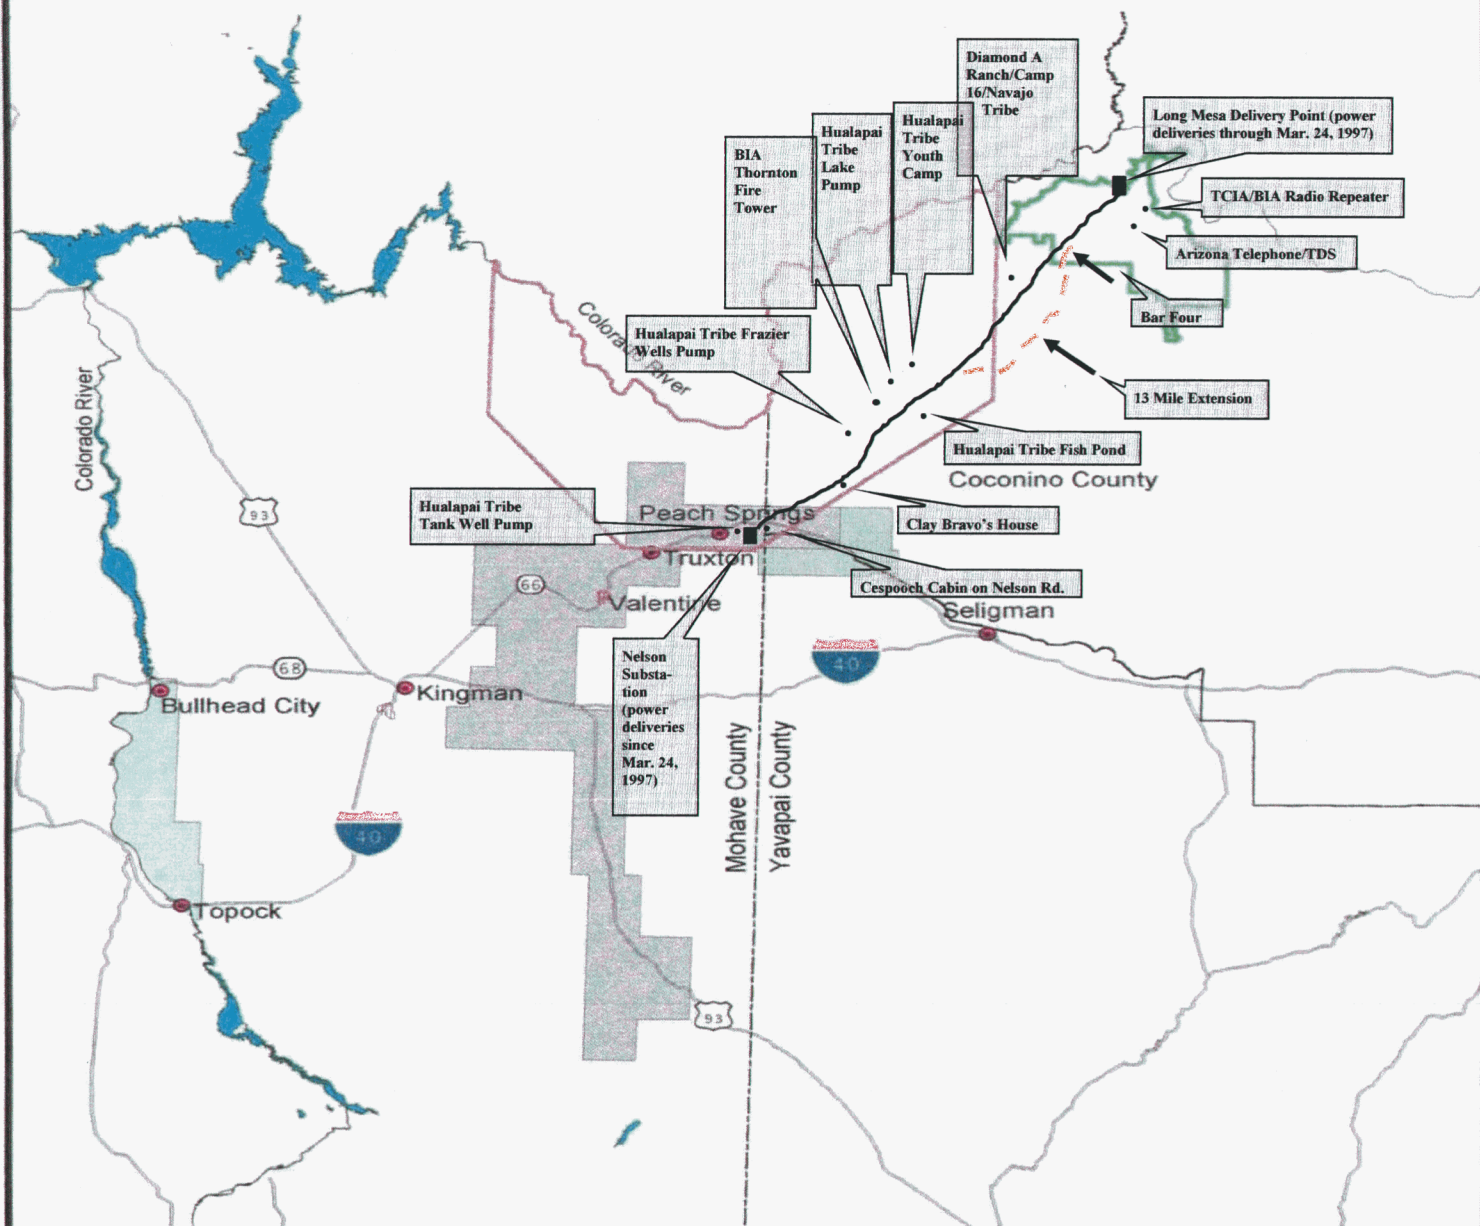 Diamond A
Ranch/Camp
16/Navajo
Tribe
Long Mesa Delivery Point (power
deliveries through Mar. 24, 1997)
Hualapai
Tribe
Youth
Camp
Hualapai
Tribe
Lake
Pump
BIA
Thornton
Fire
Tower
TCIA/BIA Radio Repeater
Arizona Telephone/TDS
Bar Four
Colorado River
Hualapai Tribe Frazier
Wells Pump
13 Mile Extension
Colorado River
Hualapai Tribe Fish Pond
Coconino County
93
Hualapai Tribe
Tank Well Pump
Peach Springs
Clay Bravo's House
Truxton
66
Valentine
Cespooch Cabin on Nelson Rd.
Seligman
40
68
Bullhead City
Kingman
Nelson
Substa-
tion
(power
deliveries
since
Mar. 24,
1997)
Mohave County
Yavapai County
40
Topock
93